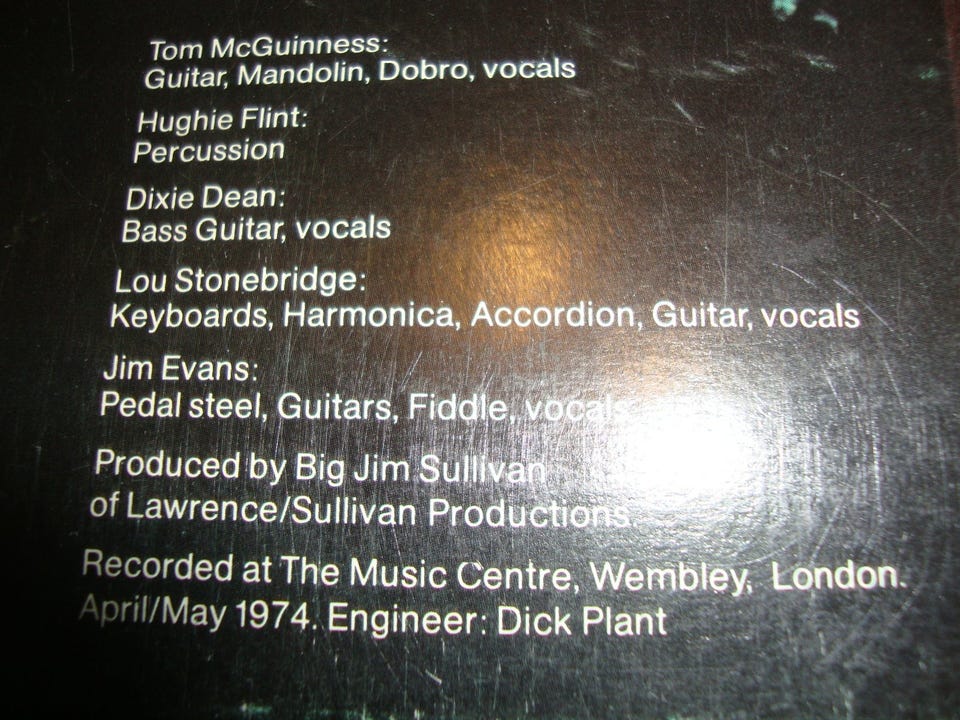 Tom McGuinness:
Guitar, Mandolin, Dobro, vocals
Hughie Flint:
Percussion
Dixie Dean:
Bass Guitar, vocals
Lou Stonebridge:
Keyboards, Harmonica, Accordion, Guitar, vocals
Jim Evans:
Pedal steel, Guitars, Fiddle, vocals
Produced by Big Jim Sullivan
of Lawrence/Sullivan Productions.
Recorded at The Music Centre, Wembley, London.
April/May 1974. Engineer: Dick Plant